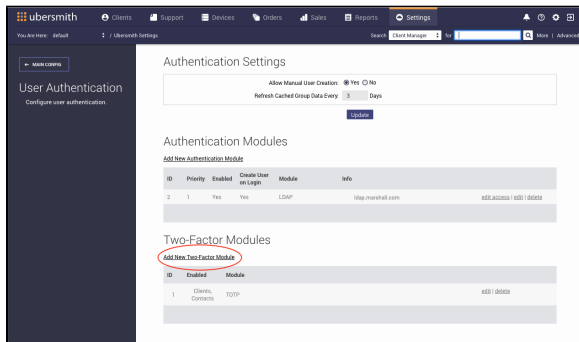 ubersmith Clients Support Devices Orders Sales Reports Settings
You Are Here: default / Ubersmith Settings Search Client Manager for More | Advanced
← MAIN CONFIG
User Authentication
Configure user authentication.
Authentication Settings
Allow Manual User Creation: Yes No
Refresh Cached Group Data Every: 3 Days
Update
Authentication Modules
Add New Authentication Module
ID Priority Enabled Create User on Login Module Info
2 1 Yes Yes LDAP ldap.marshall.com edit access | edit | delete
Two-Factor Modules
Add New Two-Factor Module
ID Enabled Module
1 Clients, Contacts TOTP edit | delete